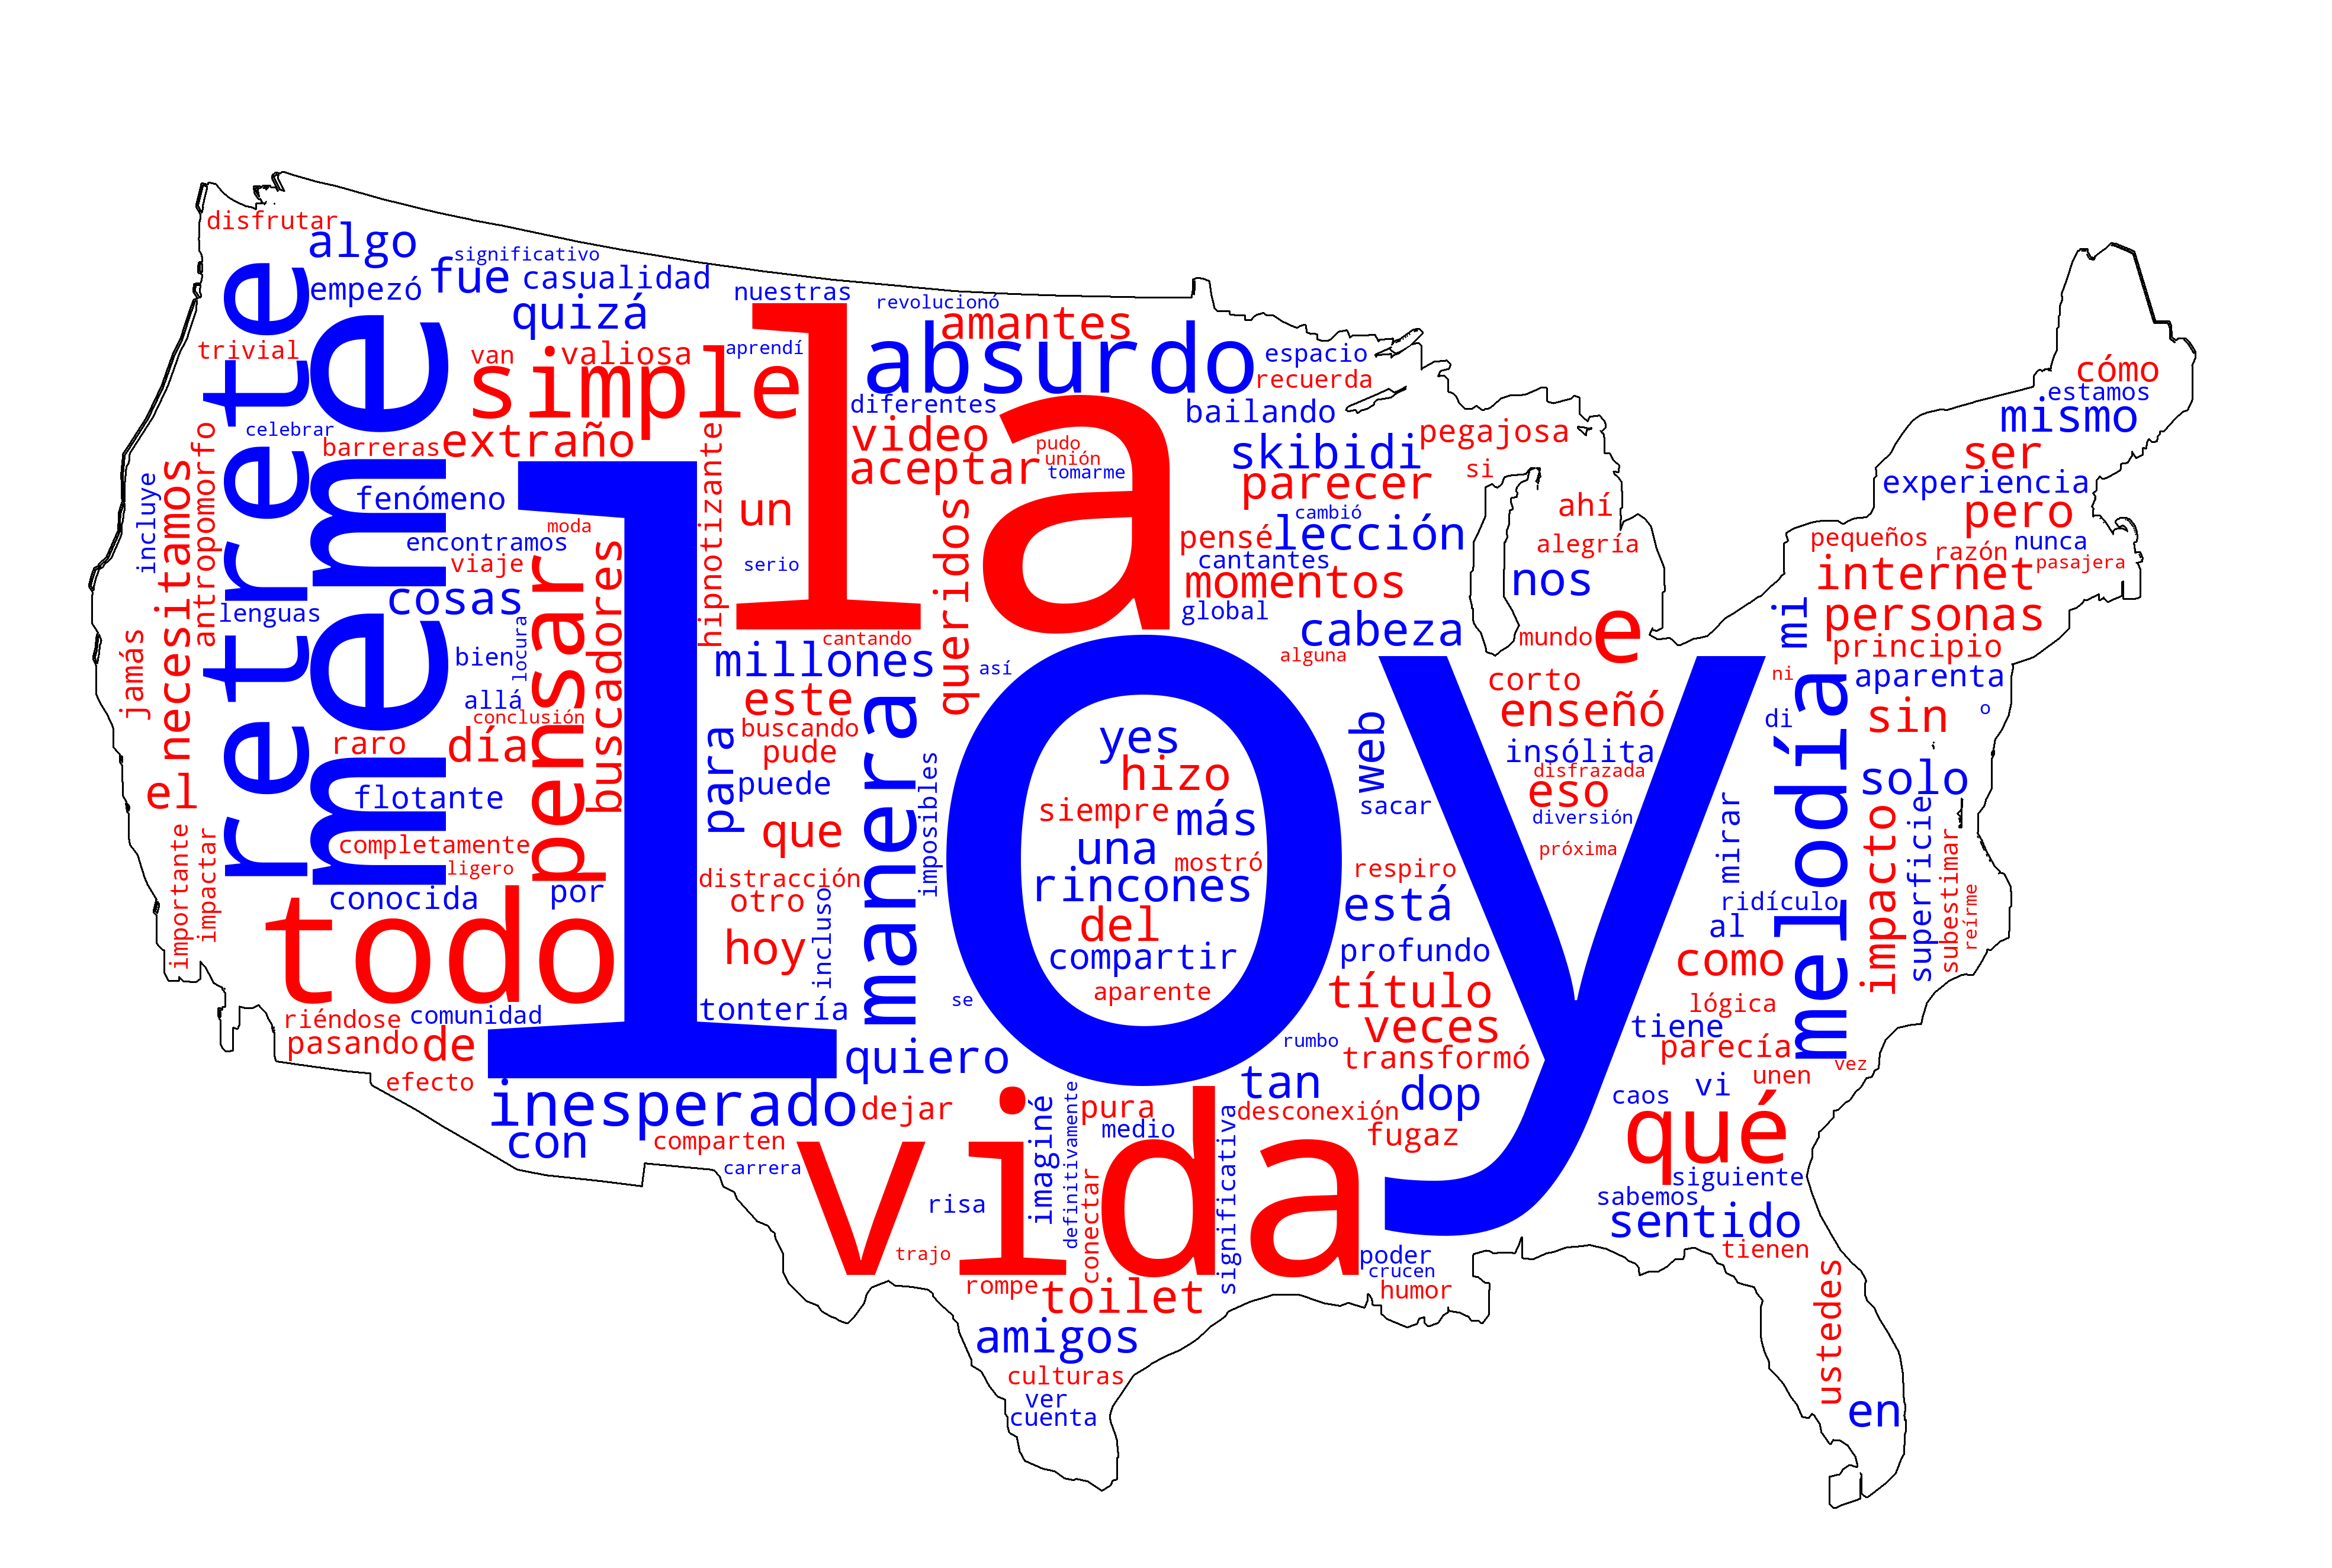 disfrutar
algo
significativo
empezó
fue
casualidad
quizá
nuestras
revolucionó
amantes
trivial
van
valiosa
aprendí
simple
la
absurdo
espacio
recuerda
cómo
estamos
mismo
diferentes
bailando
celebrar
barreras
extraño
video
pudo
unión
tomarme
aceptar
skibidi
pegajosa
parecer
si
ser
experiencia
retrete
meme
incluye
necesitamos
antropomorfo
fenómeno
moda
hipnotizante
un
queridos
cambió
pensé
lección
cantantes
ahí
alegría
pero
pequeños
razón
nunca
pasajera
encontramos
viaje
serio
momentos
nos
internet
lenguas
cosas
pensar
buscadores
global
cabeza
mundo
e
mi
personas
principio
jamás
bien
locura
cantando
millones
así
alguna
ni
aparenta
allá
conclusión
este
corto
enseñó
di
sin
o
raro
día
buscando
pude
para
puede
manera
lo
y
yes
hizo
web
insólita
disfrazada
eso
melodía
solo
el
flotante
que
imposibles
siempre
más
sacar
diversión
mirar
impacto
superficie
subestimar
reírme
importante
impactar
completamente
ligero
una
mostró
próxima
respiro
conocida
por
distracción
otro
rincones
está
ridículo
al
todo
hoy
incluso
del
compartir
profundo
como
riéndose
comunidad
tontería
se
aparente
título
lógica
pasando
de
quiero
rumbo
veces
transformó
tiene
parecía
vez
efecto
inesperado
dejar
imaginé
definitivamente
pura
medio
tan
desconexión
dop
fugaz
caos
vi
unen
con
comparten
carrera
vida
risa
trajo
conectar
significativa
qué
siguiente
sabemos
sentido
tienen
rompe
toilet
poder
crucen
humor
ustedes
amigos
culturas
ver
cuenta
en